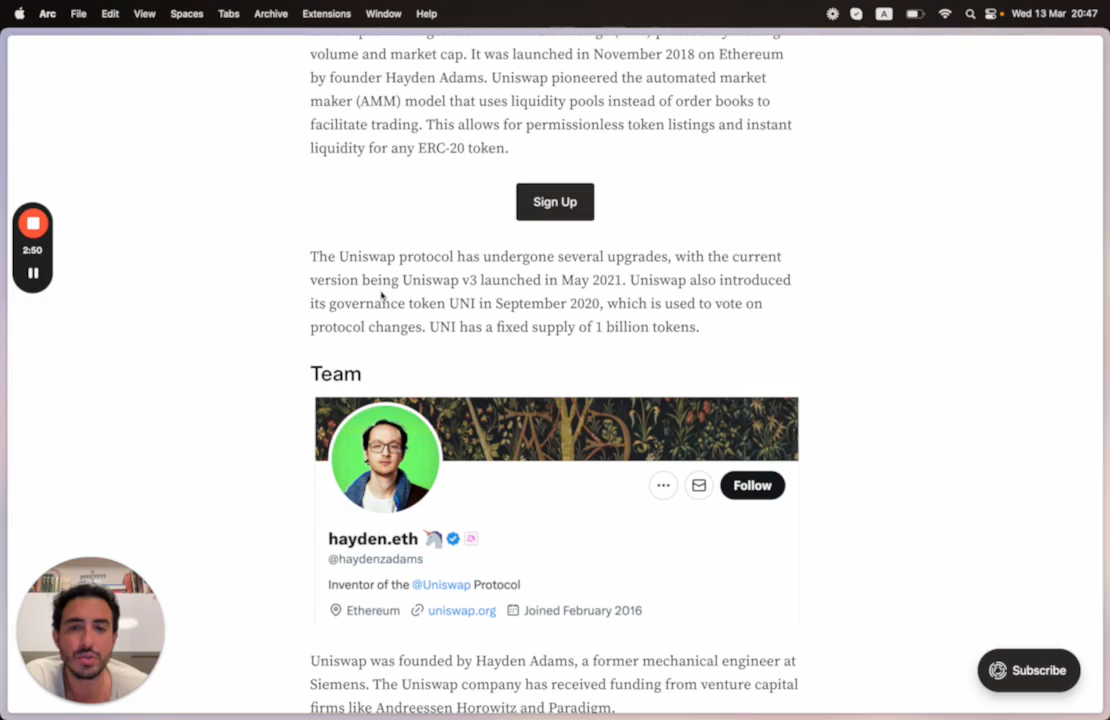 Arc File Edit View Spaces Tabs Archive Extensions Window Help A Wed 13 Mar 20:47
volume and market cap. It was launched in November 2018 on Ethereum
by founder Hayden Adams. Uniswap pioneered the automated market
maker (AMM) model that uses liquidity pools instead of order books to
facilitate trading. This allows for permissionless token listings and instant
liquidity for any ERC-20 token.
Sign Up
2:50
The Uniswap protocol has undergone several upgrades, with the current
version being Uniswap v3 launched in May 2021. Uniswap also introduced
its governance token UNI in September 2020, which is used to vote on
protocol changes. UNI has a fixed supply of 1 billion tokens.
Team
Follow
hayden.eth
@haydenzadams
Inventor of the @Uniswap Protocol
Ethereum uniswap.org Joined February 2016
Uniswap was founded by Hayden Adams, a former mechanical engineer at
Siemens. The Uniswap company has received funding from venture capital
firms like Andreessen Horowitz and Paradigm.
Subscribe